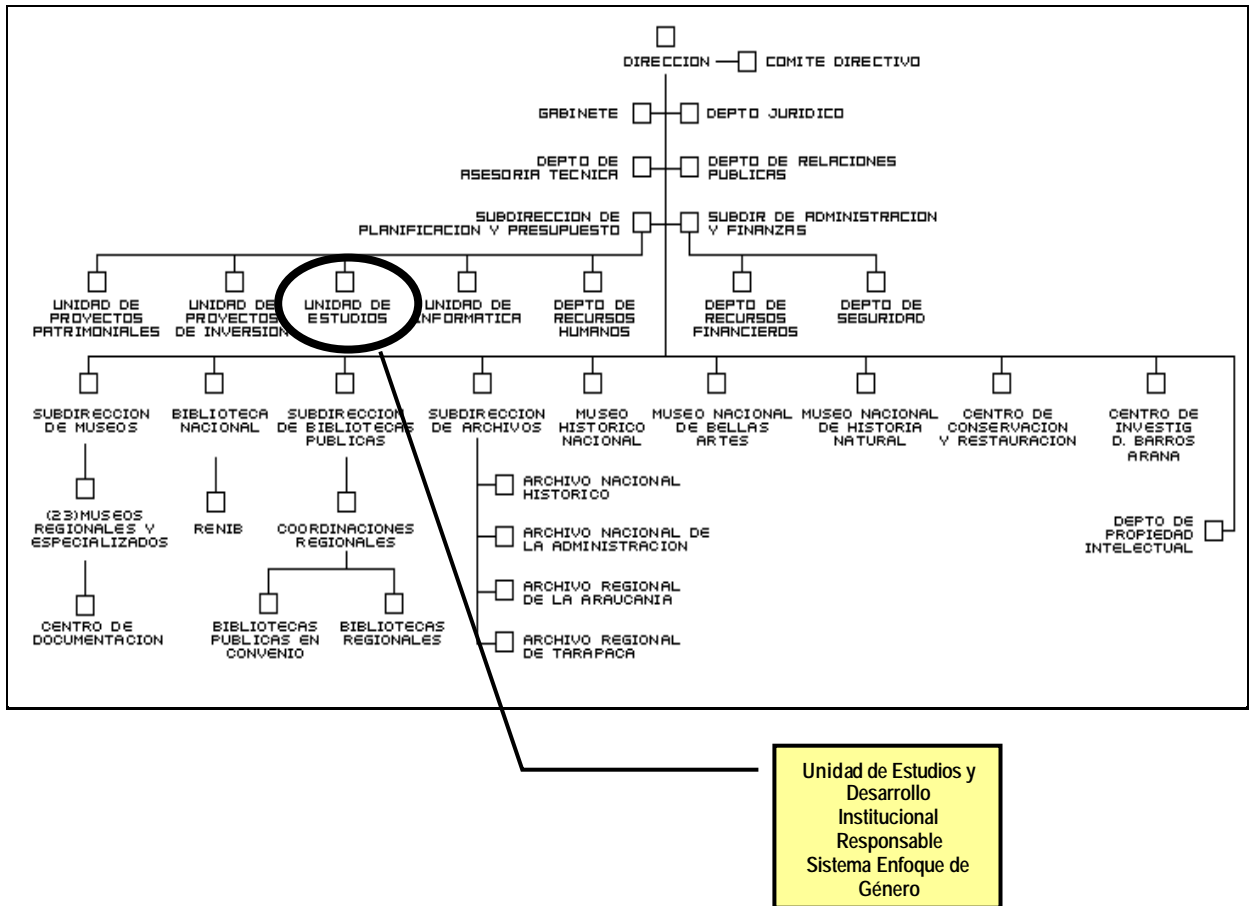 DIRECCION
COMITE DIRECTIVO
GABINETE
DEPTO JURIDICO
DEPTO DE
ASESORIA TECNICA
DEPTO DE RELACIONES
PUBLICAS
SUBDIRECCION DE
PLANIFICACION Y PRESUPUESTO
SUBDIR DE ADMINISTRACION
Y FINANZAS
UNIDAD DE
PROYECTOS
PATRIMONIALES
UNIDAD DE
PROYECTOS
DE INVERSION
UNIDAD DE
ESTUDIOS
UNIDAD DE
INFORMATICA
DEPTO DE
RECURSOS
HUMANOS
DEPTO DE
RECURSOS
FINANCIEROS
DEPTO DE
SEGURIDAD
SUBDIRECCION
DE MUSEOS
BIBLIOTECA
NACIONAL
SUBDIRECCION
DE BIBLIOTECAS
PUBLICAS
SUBDIRECCION
DE ARCHIVOS
MUSEO
HISTORICO
NACIONAL
MUSEO NACIONAL
DE BELLAS
ARTES
MUSEO NACIONAL
DE HISTORIA
NATURAL
CENTRO DE
CONSERVACION
Y RESTAURACION
CENTRO DE
INVESTIG
D. BARROS
ARANA
(23)MUSEOS
REGIONALES Y
ESPECIALIZADOS
RENIB
COORDINACIONES
REGIONALES
ARCHIVO NACIONAL
HISTORICO
ARCHIVO NACIONAL DE
LA ADMINISTRACION
ARCHIVO REGIONAL
DE LA ARAUCANIA
ARCHIVO REGIONAL
DE TARAPACA
DEPTO DE
PROPIEDAD
INTELECTUAL
CENTRO DE
DOCUMENTACION
BIBLIOTECAS
PUBLICAS EN
CONVENIO
BIBLIOTECAS
REGIONALES
Unidad de Estudios y
Desarrollo
Institucional
Responsable
Sistema Enfoque de
Género